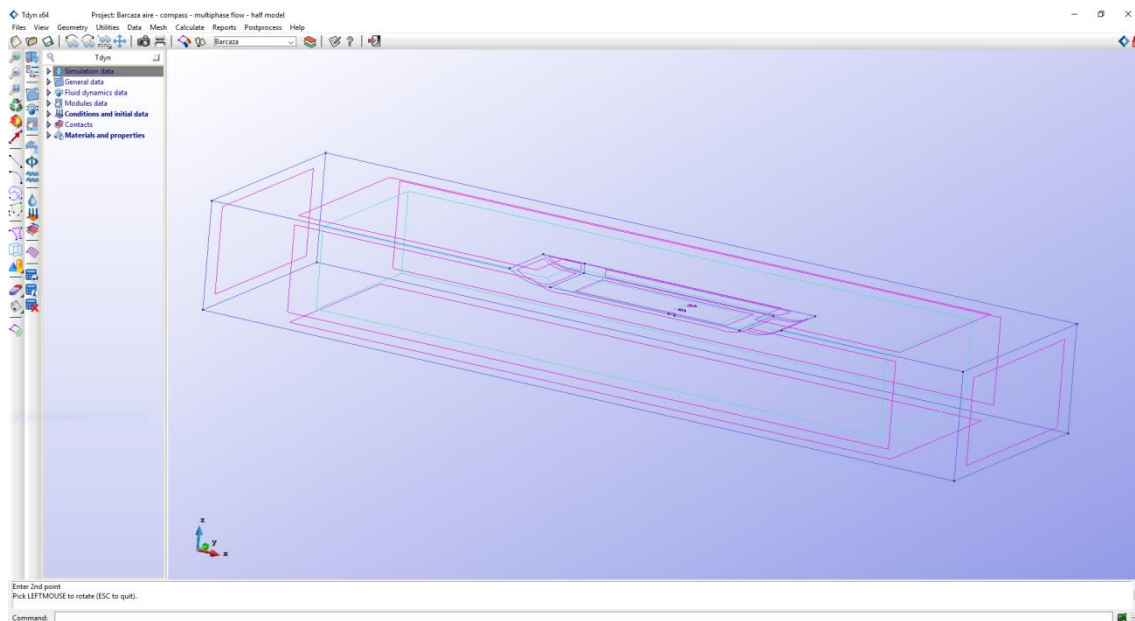 Tdyn x64 Project: Barcaza aire - compass - multiphase flow - half model
Files View Geometry Utilities Data Mesh Calculate Reports Postprocess Help
Barcaza
Tdyn
Simulation data
General data
Fluid dynamics data
Modules data
Conditions and initial data
Contacts
Materials and properties
z
y
x
Enter 2nd point
Pick LEFTMOUSE to rotate (ESC to quit).
Command: